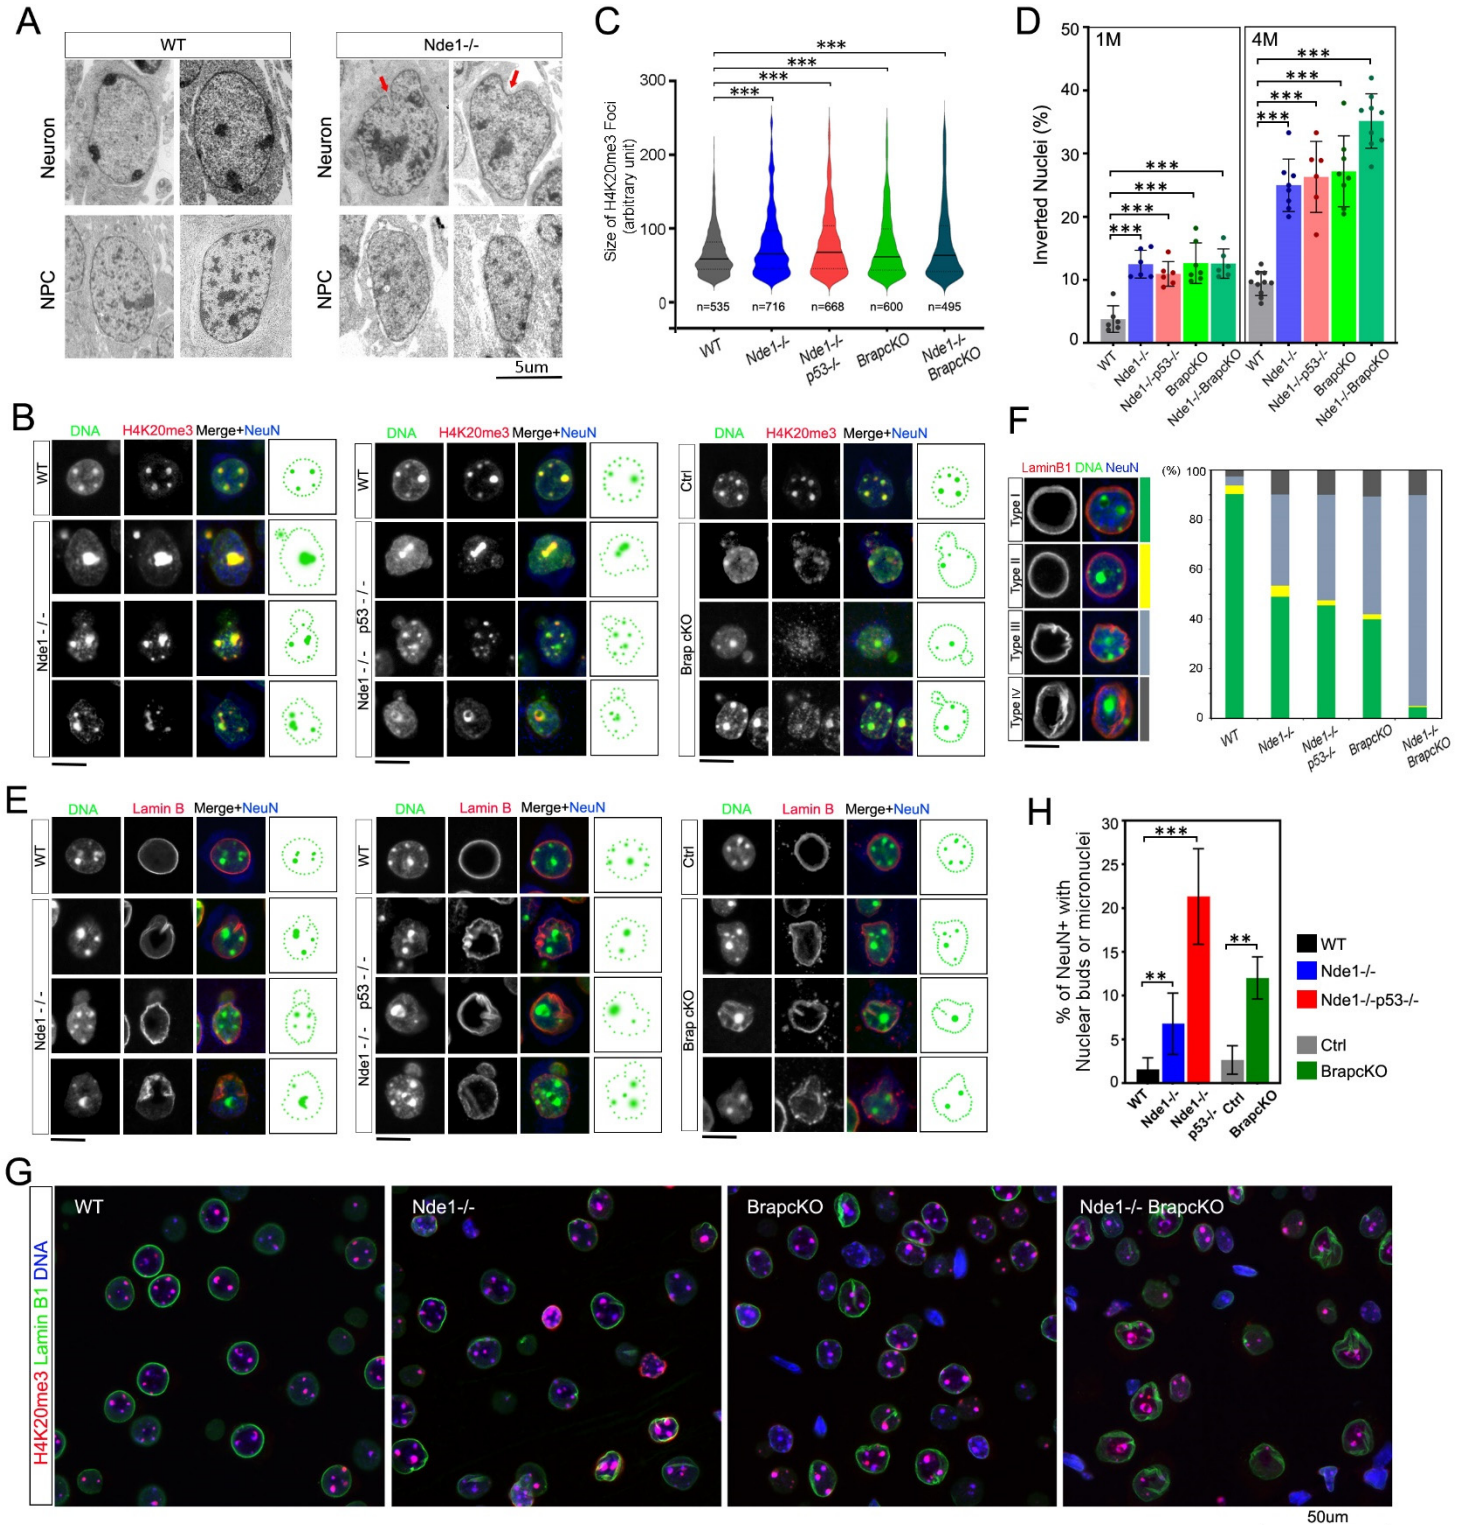 A
WT
Nde1-/-
Neuron
Neuron
NPC
NPC
5um
C
Size of H4K20me3 Foci
(arbitrary unit)
300
200
100
0
***
***
***
***
n=535
n=716
n=668
n=600
n=495
WT
Nde1-/-
Nde1-/-
p53-/-
BrapcKO
Nde1-/-
BrapcKO
D
Inverted Nuclei (%)
50
40
30
20
10
0
1M
4M
***
***
***
***
***
***
***
***
WT
Nde1-/-
Nde1-/-p53-/-
BrapcKO
Nde1-/-BrapcKO
WT
Nde1-/-
Nde1-/-p53-/-
BrapcKO
Nde1-/-BrapcKO
B
DNA H4K20me3 Merge+NeuN
WT
Nde1 - / -
DNA H4K20me3 Merge+NeuN
WT
Nde1 - / - p53 - / -
DNA H4K20me3 Merge+NeuN
Ctrl
Brap cKO
F
LaminB1 DNA NeuN
Type I
Type II
Type III
Type IV
(%)
100
80
60
40
20
0
WT
Nde1-/-
Nde1-/-
p53-/-
BrapcKO
Nde1-/-
BrapcKO
E
DNA Lamin B Merge+NeuN
WT
Nde1 - / -
DNA Lamin B Merge+NeuN
WT
Nde1 - / - p53 - / -
DNA Lamin B Merge+NeuN
Ctrl
Brap cKO
H
% of NeuN+ with
Nuclear buds or micronuclei
30
25
20
15
10
5
0
***
**
**
WT
Nde1-/-
Nde1-/-
p53-/-
Ctrl
BrapcKO
WT
Nde1-/-
Nde1-/-p53-/-
Ctrl
BrapcKO
G
H4K20me3 Lamin B1 DNA
WT
Nde1-/-
BrapcKO
Nde1-/- BrapcKO
50um